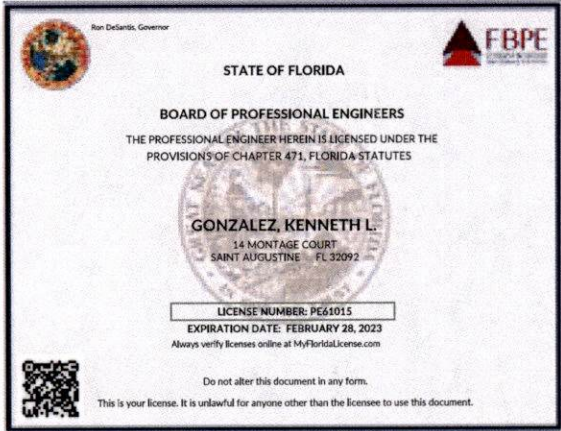 Ron DeSantis, Governor
FBPE
STATE OF FLORIDA
BOARD OF PROFESSIONAL ENGINEERS
THE PROFESSIONAL ENGINEER HEREIN IS LICENSED UNDER THE
PROVISIONS OF CHAPTER 471, FLORIDA STATUTES
GONZALEZ, KENNETH L.
14 MONTAGE COURT
SAINT AUGUSTINE FL 32092
LICENSE NUMBER: PE61015
EXPIRATION DATE: FEBRUARY 28, 2023
Always verify licenses online at MyFloridaLicense.com
Do not alter this document in any form.
This is your license. It is unlawful for anyone other than the licensee to use this document.